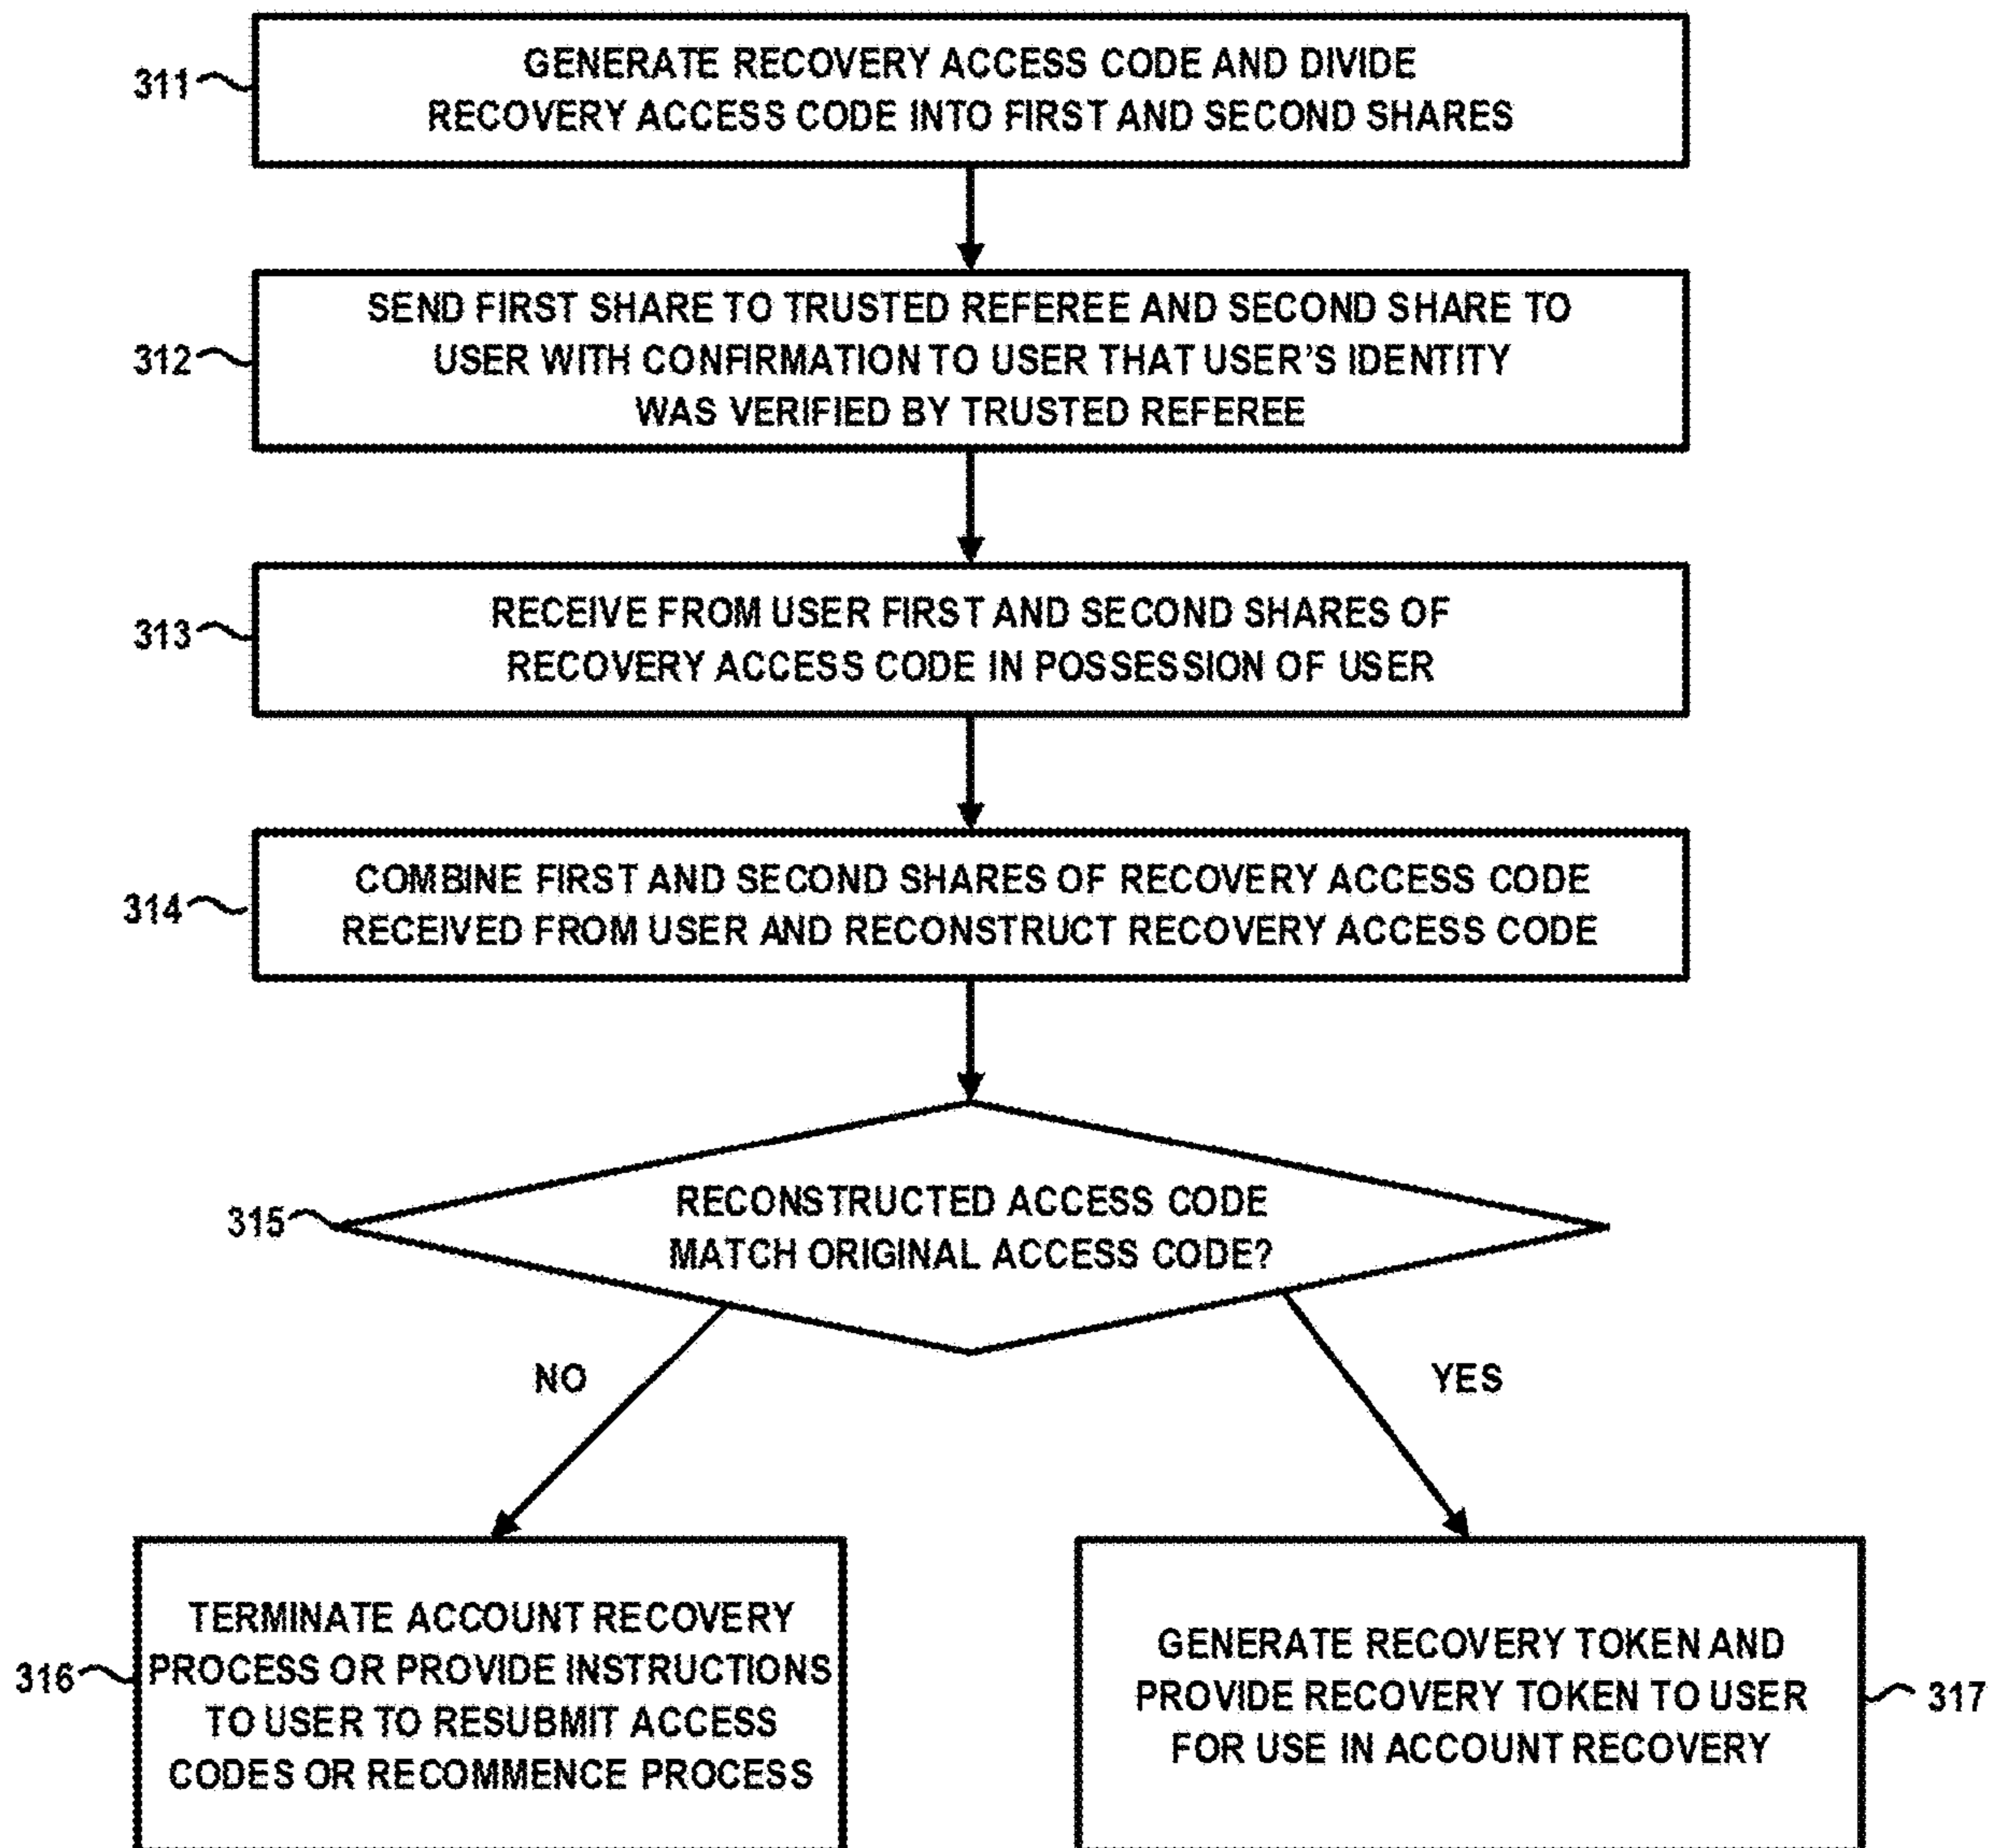 311
GENERATE RECOVERY ACCESS CODE AND DIVIDE
RECOVERY ACCESS CODE INTO FIRST AND SECOND SHARES
312
SEND FIRST SHARE TO TRUSTED REFEREE AND SECOND SHARE TO
USER WITH CONFIRMATION TO USER THAT USER'S IDENTITY
WAS VERIFIED BY TRUSTED REFEREE
313
RECEIVE FROM USER FIRST AND SECOND SHARES OF
RECOVERY ACCESS CODE IN POSSESSION OF USER
314
COMBINE FIRST AND SECOND SHARES OF RECOVERY ACCESS CODE
RECEIVED FROM USER AND RECONSTRUCT RECOVERY ACCESS CODE
315
RECONSTRUCTED ACCESS CODE
MATCH ORIGINAL ACCESS CODE?
NO
YES
316
TERMINATE ACCOUNT RECOVERY
PROCESS OR PROVIDE INSTRUCTIONS
TO USER TO RESUBMIT ACCESS
CODES OR RECOMMENCE PROCESS
GENERATE RECOVERY TOKEN AND
PROVIDE RECOVERY TOKEN TO USER
FOR USE IN ACCOUNT RECOVERY
317